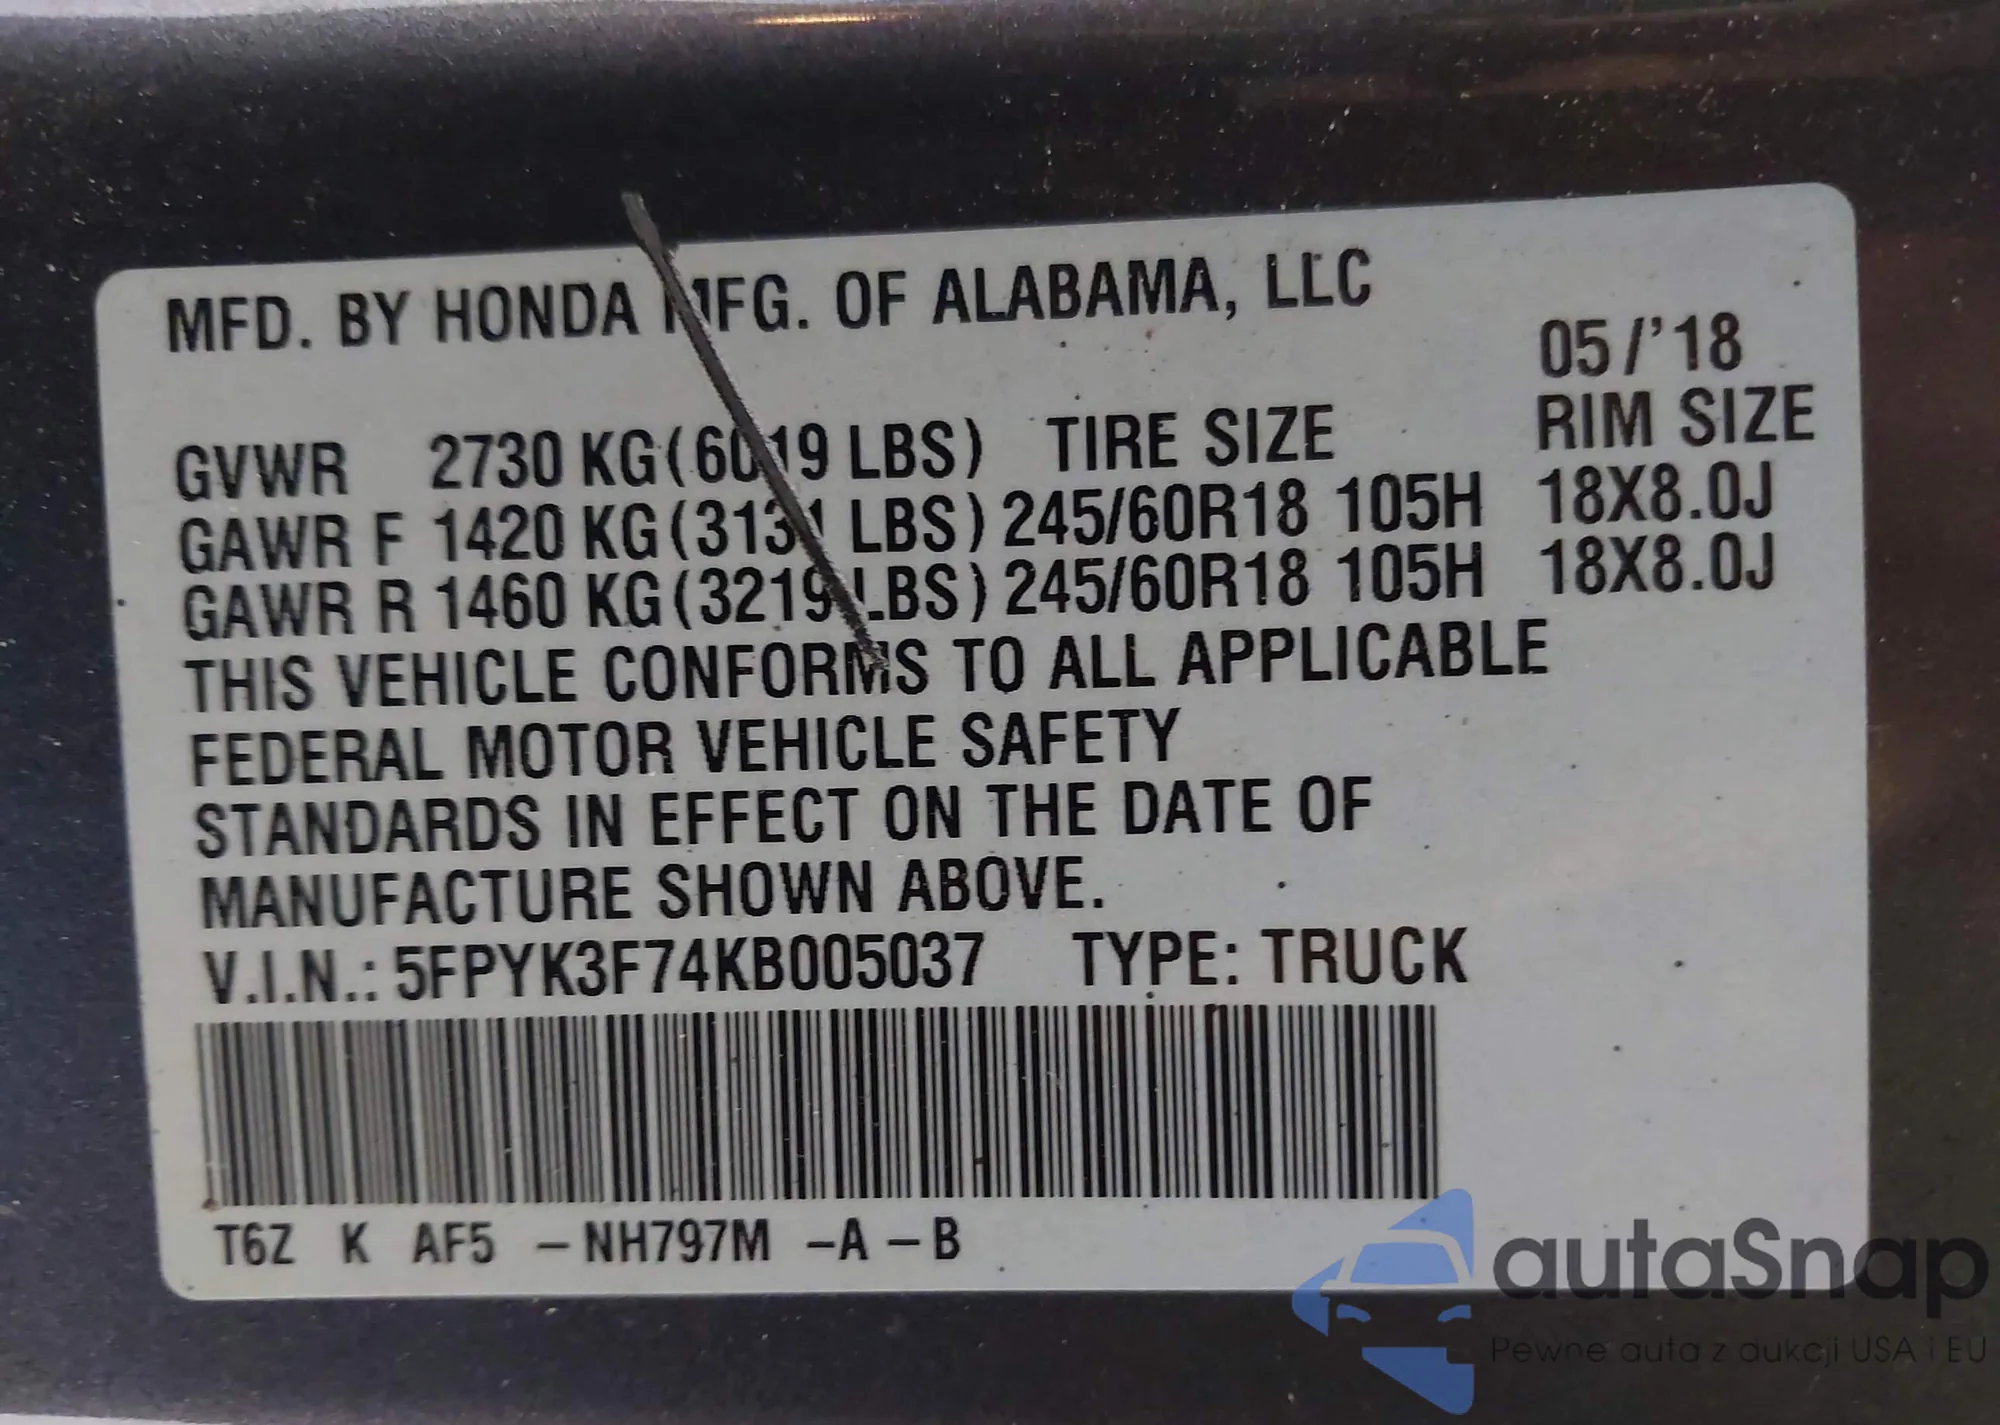 MFD. BY HONDA MFG. OF ALABAMA, LLC
05/'18
GVWR 2730 KG(6019 LBS) TIRE SIZE RIM SIZE
GAWR F 1420 KG(3131 LBS) 245/60R18 105H 18X8.0J
GAWR R 1460 KG(3219 LBS) 245/60R18 105H 18X8.0J
THIS VEHICLE CONFORMS TO ALL APPLICABLE
FEDERAL MOTOR VEHICLE SAFETY
STANDARDS IN EFFECT ON THE DATE OF
MANUFACTURE SHOWN ABOVE.
V.I.N.: 5FPYK3F74KB005037 TYPE: TRUCK
T6Z K AF5 –NH797M –A –B
autaSnap
Pewne auta z dukcji USA i EU